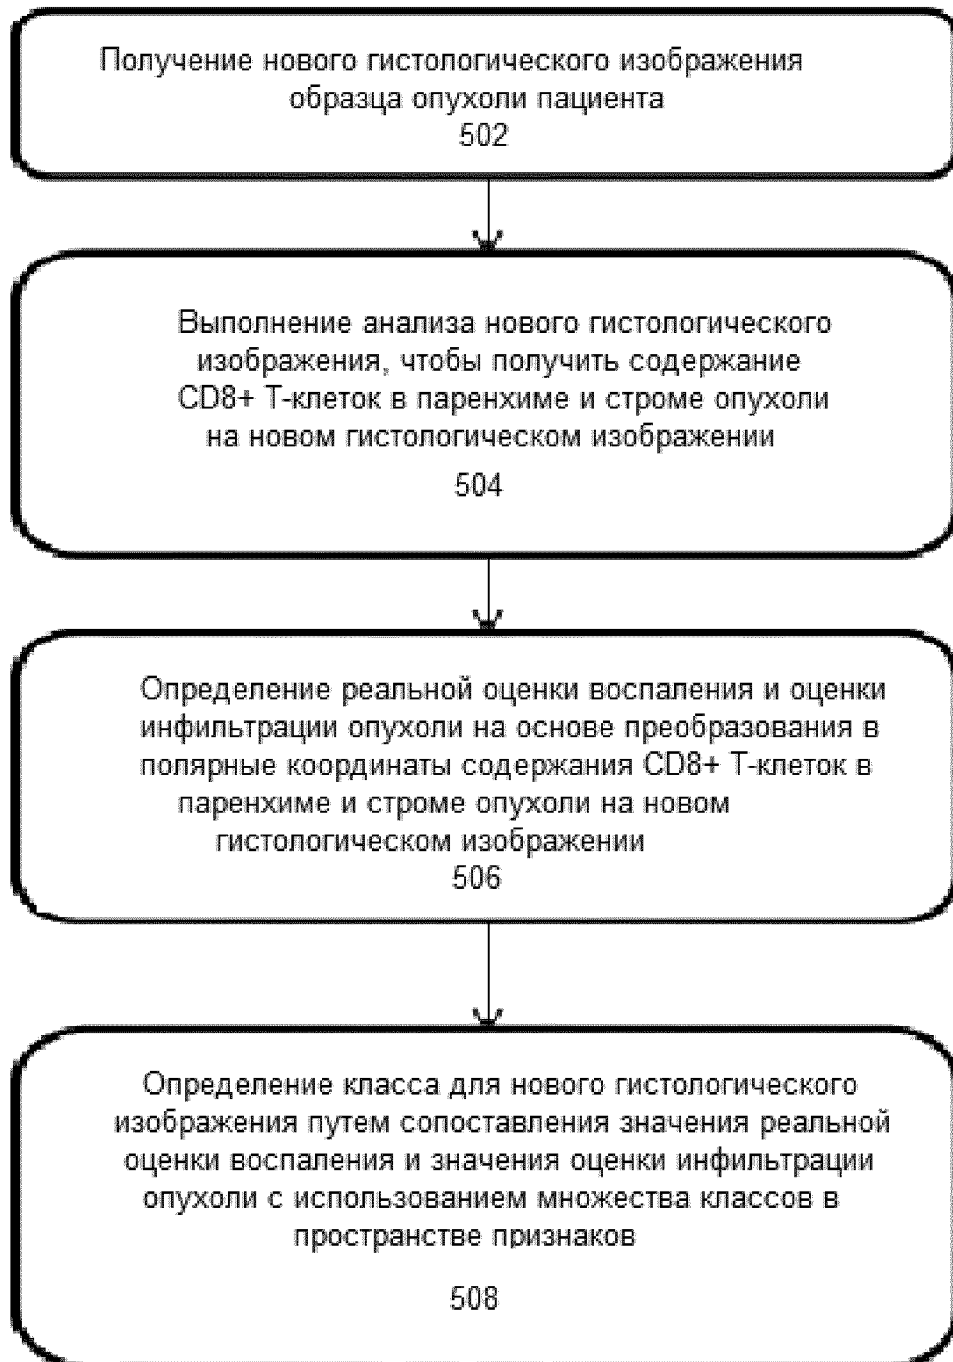 Получение нового гистологического изображения
образца опухоли пациента
502
Выполнение анализа нового гистологического
изображения, чтобы получить содержание
CD8+ Т-клеток в паренхиме и строме опухоли
на новом гистологическом изображении
504
Определение реальной оценки воспаления и оценки
инфильтрации опухоли на основе преобразования в
полярные координаты содержания CD8+ Т-клеток в
паренхиме и строме опухоли на новом
гистологическом изображении
506
Определение класса для нового гистологического
изображения путем сопоставления значения реальной
оценки воспаления и значения оценки инфильтрации
опухоли с использованием множества классов в
пространстве признаков
508